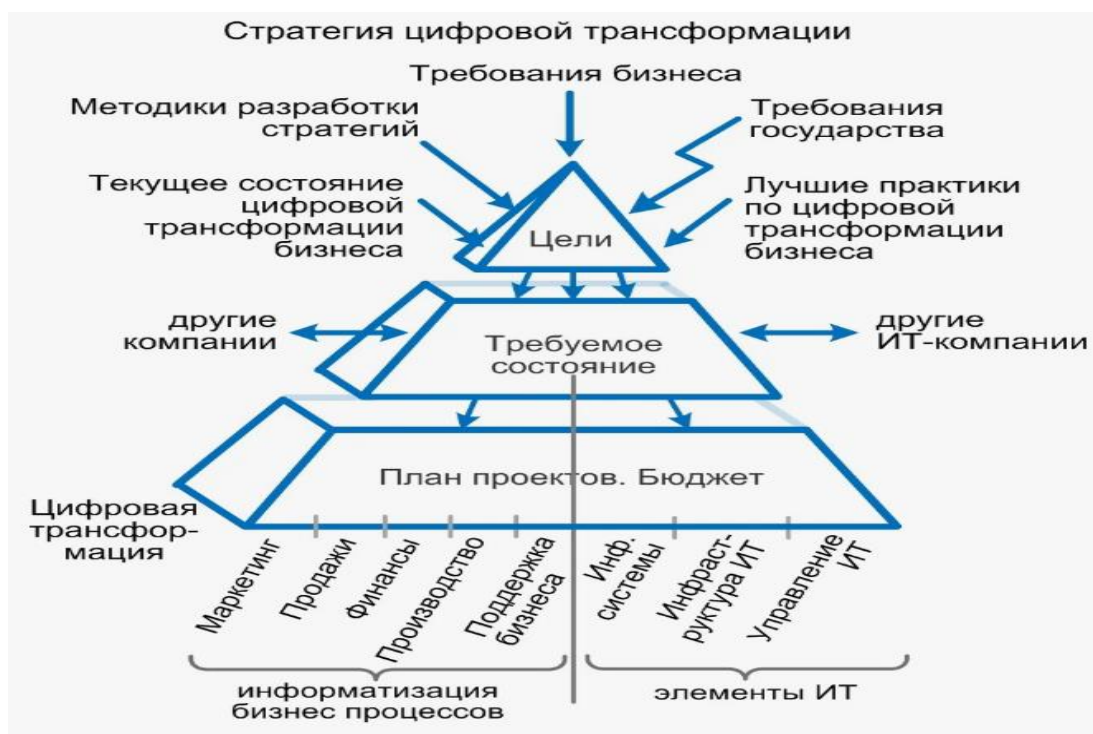 Стратегия цифровой трансформации
Требования бизнеса
Методики разработки
стратегий
Требования
государства
Текущее состояние
цифровой
трансформации
бизнеса
Лучшие практики
по цифровой
трансформации
бизнеса
Цели
другие
компании
Требуемое
состояние
другие
ИТ-компании
План проектов. Бюджет
Цифровая
трансфор-
мация
Маркетинг
Продажи
Финансы
Производство
Поддержка
бизнеса
Инф.
системы
Инфраст-
руктура ИТ
Управление
ИТ
информатизация
бизнес процессов
элементы ИТ